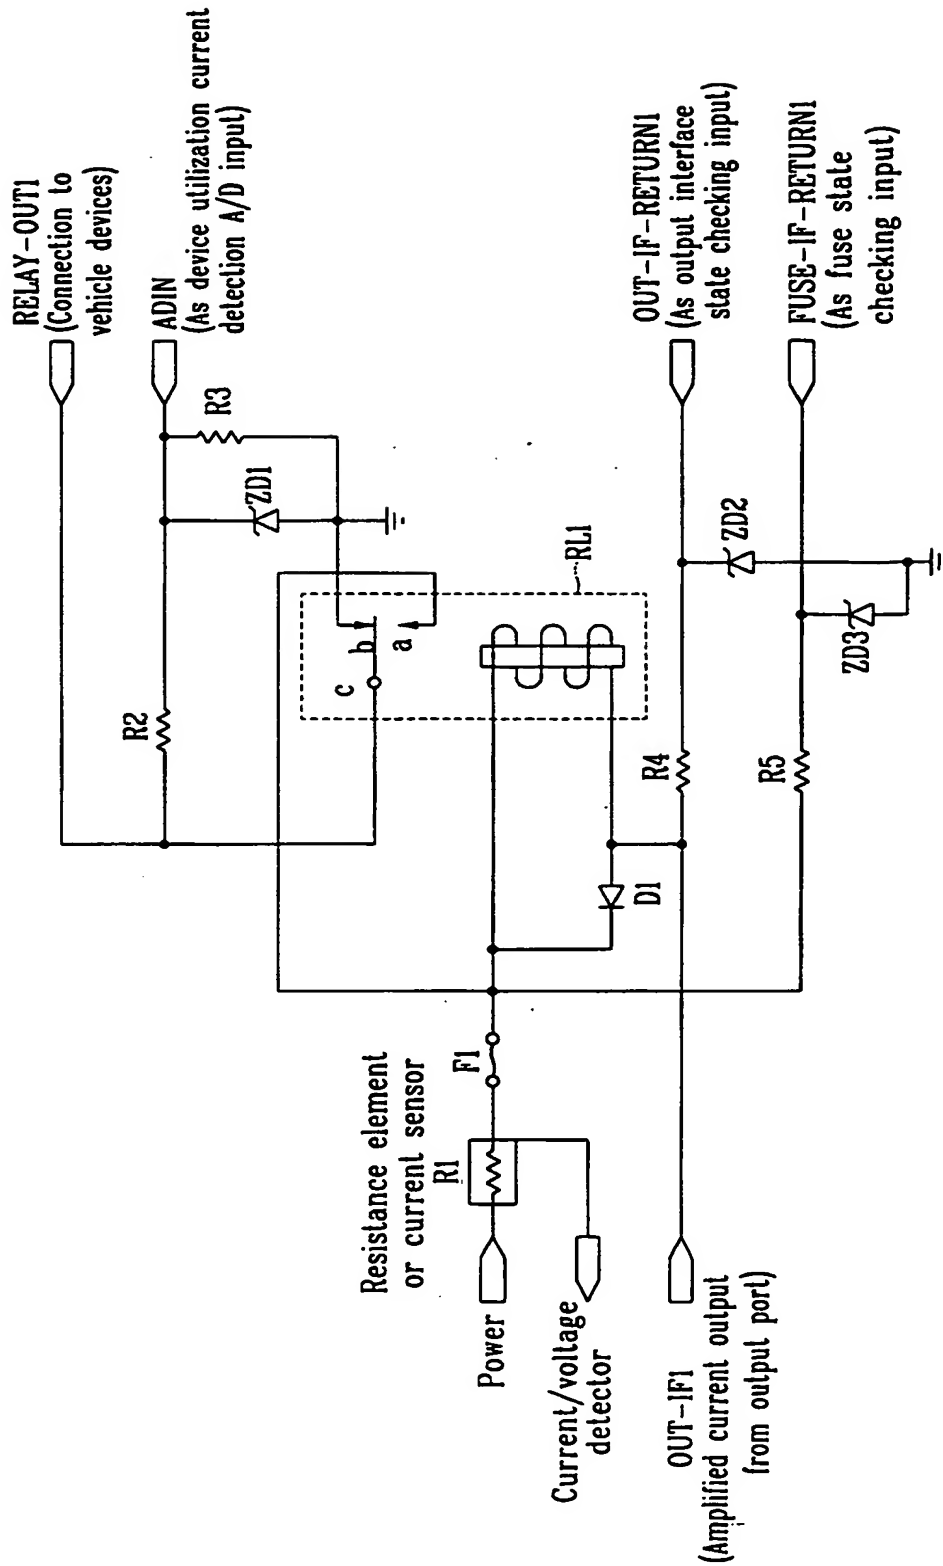 RELAY-OUT1
(Connection to
vehicle devices)
ADIN
(As device utilization current
detection A/D input)
R3
ZD1
R2
c
b
a
RL1
OUT-IF-RETURN1
(As output interface
state checking input)
ZD2
R4
FUSE-IF-RETURN1
(As fuse state
checking input)
ZD3
R5
D1
F1
Resistance element
or current sensor
R1
Power
Current/voltage
detector
OUT-IF1
(Amplified current output
from output port)